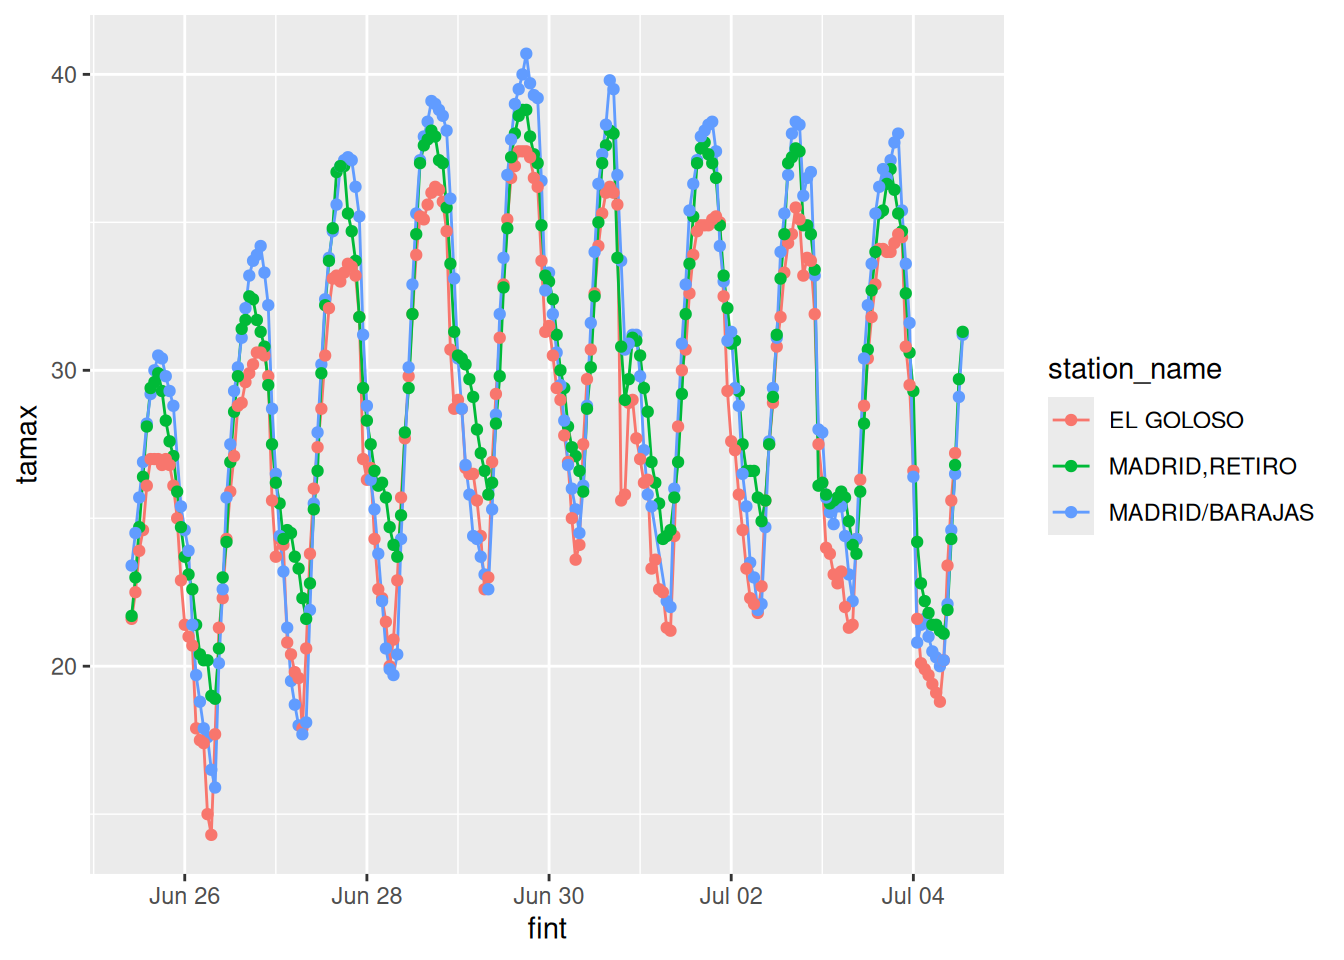 40
30
20
tamax
Jun 26
Jun 28
Jun 30
Jul 02
Jul 04
fint
station_name
EL GOLOSO
MADRID,RETIRO
MADRID/BARAJAS